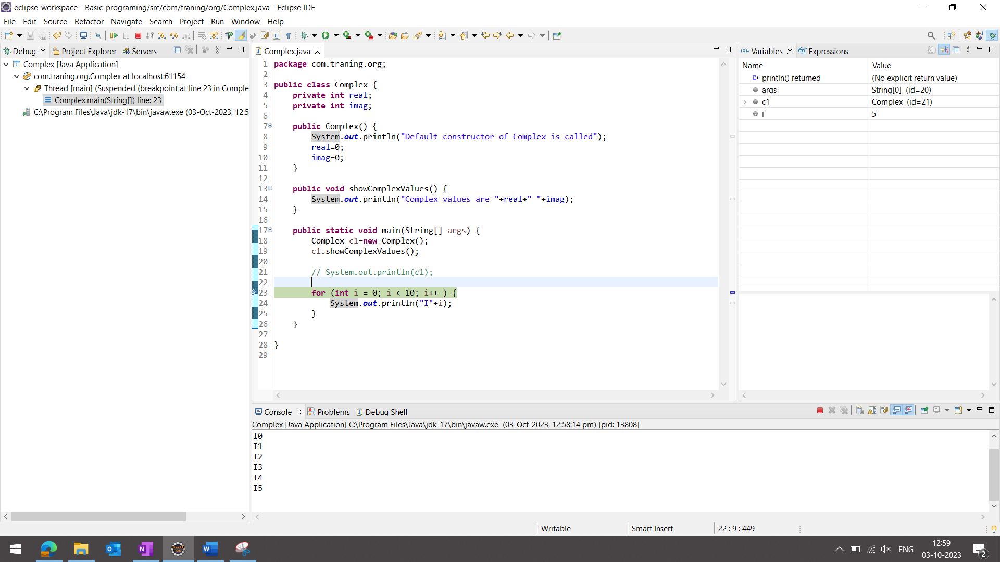 eclipse-workspace - Basic_programing/src/com/traning/org/Complex.java - Eclipse IDE
File Edit Source Refactor Navigate Search Project Run Window Help
Debug Project Explorer Servers
Complex [Java Application]
com.traning.org.Complex at localhost:61154
Thread [main] (Suspended (breakpoint at line 23 in Comple
Complex.main(String[]) line: 23
C:\Program Files\Java\jdk-17\bin\javaw.exe (03-Oct-2023, 12:5
Complex.java
1 package com.traning.org;
2
3 public class Complex {
4 private int real;
5 private int imag;
6
7 public Complex() {
8 System.out.println("Default constructor of Complex is called");
9 real=0;
10 imag=0;
11 }
12
13 public void showComplexValues() {
14 System.out.println("Complex values are "+real+" "+imag);
15 }
16
17 public static void main(String[] args) {
18 Complex c1=new Complex();
19 c1.showComplexValues();
20
21 // System.out.println(c1);
22
23 for (int i = 0; i < 10; i++ ) {
24 System.out.println("I"+i);
25 }
26 }
27
28 }
29
(x)= Variables Expressions
Name Value
println() returned (No explicit return value)
args String[0] (id=20)
c1 Complex (id=21)
i 5
Console Problems Debug Shell
Complex [Java Application] C:\Program Files\Java\jdk-17\bin\javaw.exe (03-Oct-2023, 12:58:14 pm) [pid: 13808]
I0
I1
I2
I3
I4
I5
Writable Smart Insert 22 : 9 : 449
ENG
12:59
03-10-2023
2